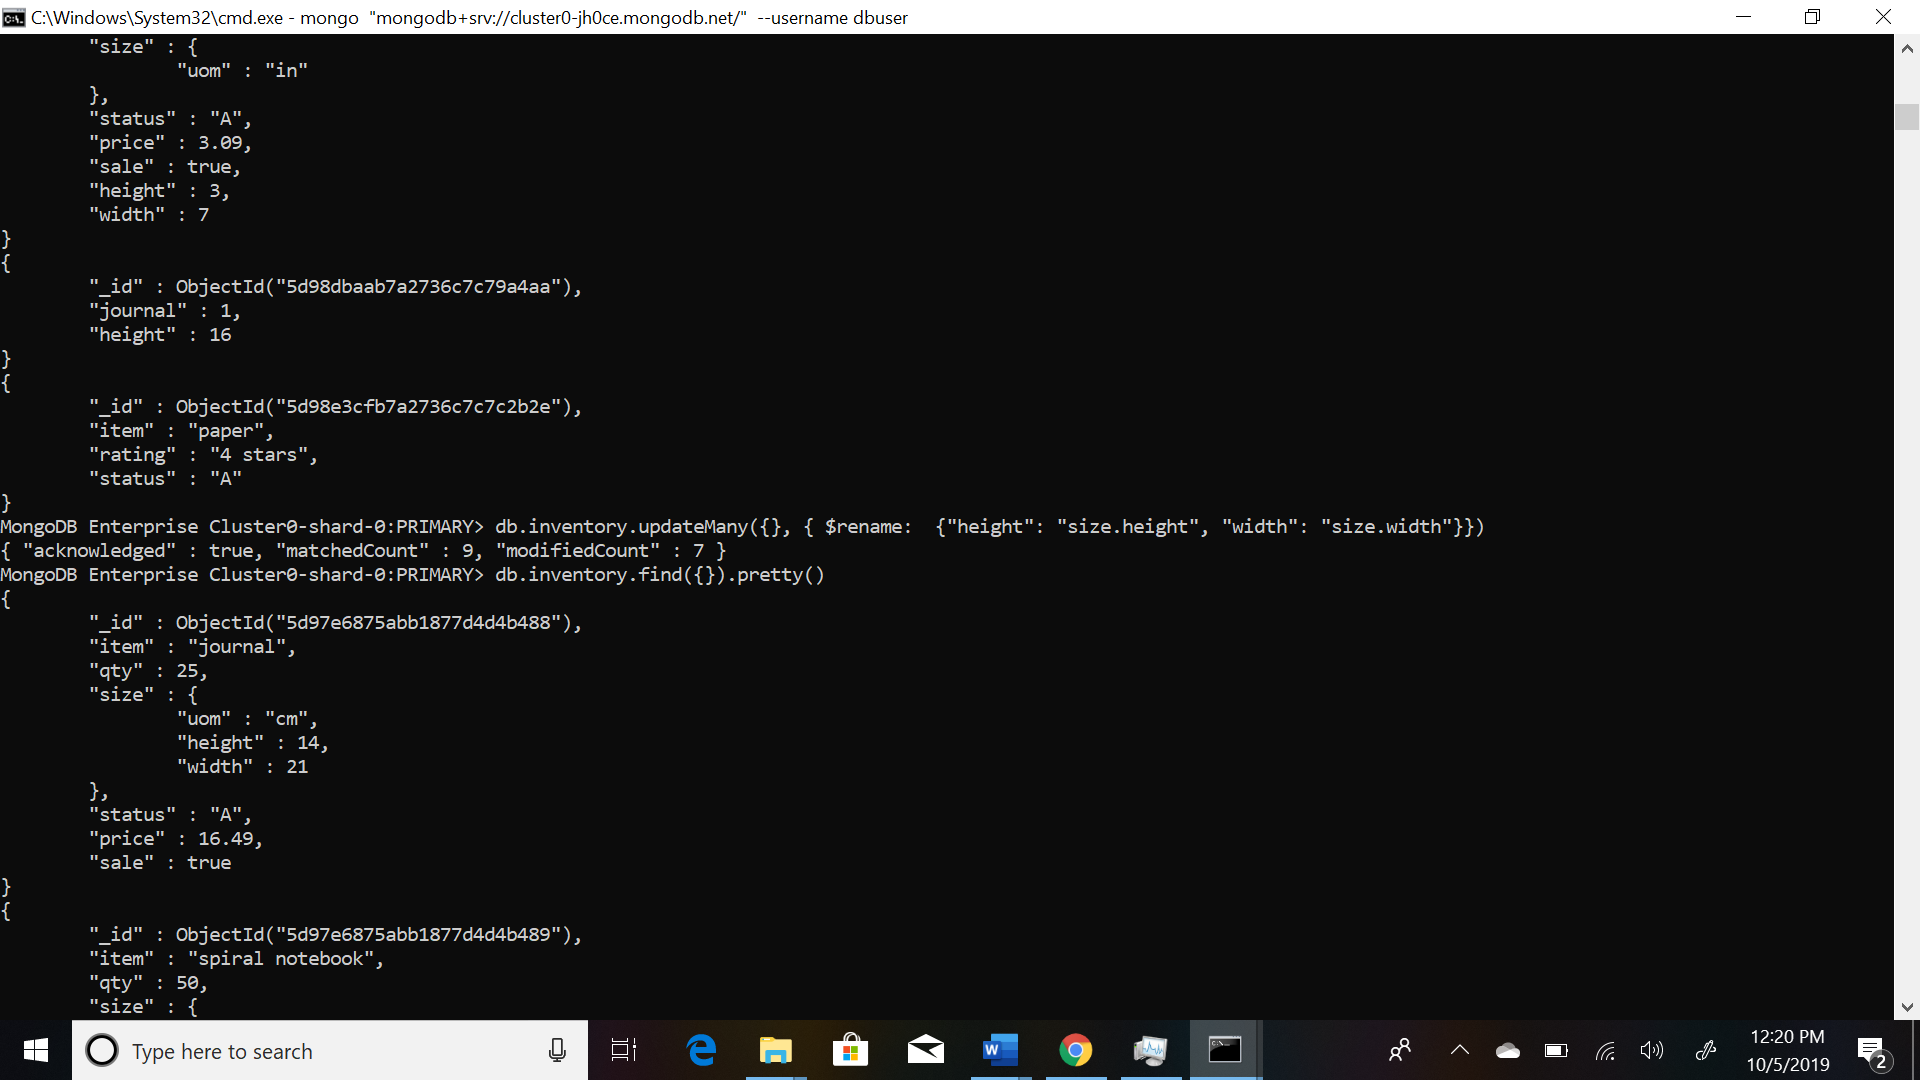 C:\Windows\System32\cmd.exe - mongo "mongodb+srv://cluster0-jh0ce.mongodb.net/" --username dbuser
        "size" : {
                "uom" : "in"
        },
        "status" : "A",
        "price" : 3.09,
        "sale" : true,
        "height" : 3,
        "width" : 7
}
{
        "_id" : ObjectId("5d98dbaab7a2736c7c79a4aa"),
        "journal" : 1,
        "height" : 16
}
{
        "_id" : ObjectId("5d98e3cfb7a2736c7c7c2b2e"),
        "item" : "paper",
        "rating" : "4 stars",
        "status" : "A"
}
MongoDB Enterprise Cluster0-shard-0:PRIMARY> db.inventory.updateMany({}, { $rename:  {"height": "size.height", "width": "size.width"}})
{ "acknowledged" : true, "matchedCount" : 9, "modifiedCount" : 7 }
MongoDB Enterprise Cluster0-shard-0:PRIMARY> db.inventory.find({}).pretty()
{
        "_id" : ObjectId("5d97e6875abb1877d4d4b488"),
        "item" : "journal",
        "qty" : 25,
        "size" : {
                "uom" : "cm",
                "height" : 14,
                "width" : 21
        },
        "status" : "A",
        "price" : 16.49,
        "sale" : true
}
{
        "_id" : ObjectId("5d97e6875abb1877d4d4b489"),
        "item" : "spiral notebook",
        "qty" : 50,
        "size" : {
Type here to search
12:20 PM
10/5/2019
2